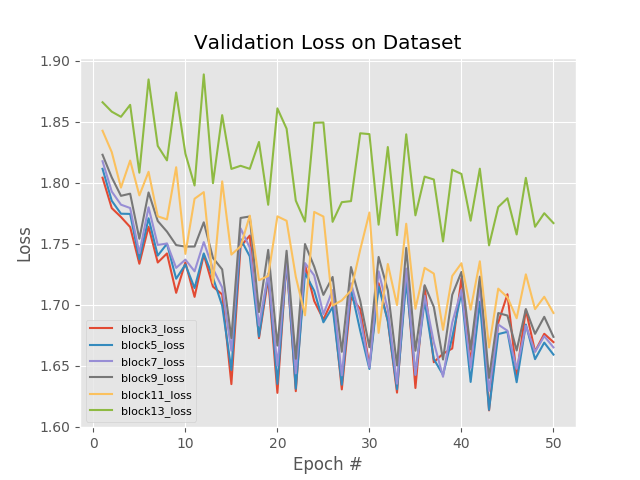 Validation Loss on Dataset
1.90
1.85
1.80
1.75
1.70
1.65
1.60
Loss
block3_loss
block5_loss
block7_loss
block9_loss
block11_loss
block13_loss
0 10 20 30 40 50
Epoch #